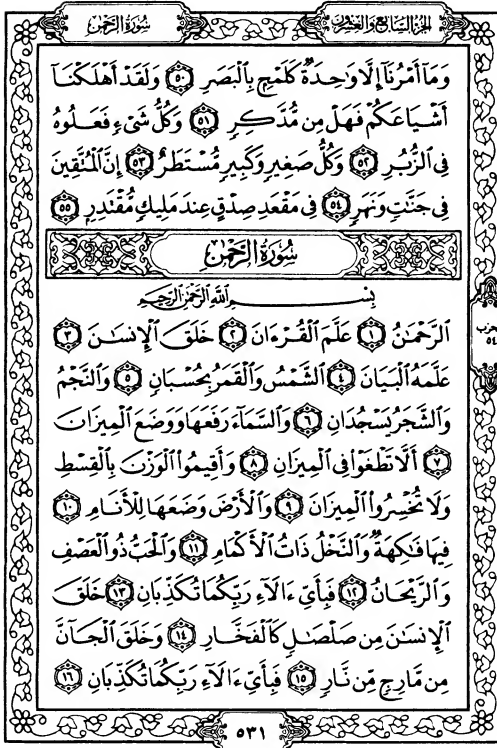 الجزء السابع والعشرون
سورة الرحمن
وَمَآ أَمْرُنَآ إِلَّا وَٰحِدَةٌ كَلَمْحٍۭ بِٱلْبَصَرِ ٥٠ وَلَقَدْ أَهْلَكْنَآ
أَشْيَاعَكُمْ فَهَلْ مِن مُّدَّكِرٍ ٥١ وَكُلُّ شَىْءٍ فَعَلُوهُ
فِى ٱلزُّبُرِ ٥٢ وَكُلُّ صَغِيرٍ وَكَبِيرٍ مُّسْتَطَرٌ ٥٣ إِنَّ ٱلْمُتَّقِينَ
فِى جَنَّٰتٍ وَنَهَرٍ ٥٤ فِى مَقْعَدِ صِدْقٍ عِندَ مَلِيكٍ مُّقْتَدِرٍۭ ٥٥
سُورَةُ الرَّحْمَٰن
بِسْمِ ٱللَّهِ ٱلرَّحْمَٰنِ ٱلرَّحِيمِ
ٱلرَّحْمَٰنُ ١ عَلَّمَ ٱلْقُرْءَانَ ٢ خَلَقَ ٱلْإِنسَٰنَ ٣
عَلَّمَهُ ٱلْبَيَانَ ٤ ٱلشَّمْسُ وَٱلْقَمَرُ بِحُسْبَانٍ ٥ وَٱلنَّجْمُ
وَٱلشَّجَرُ يَسْجُدَانِ ٦ وَٱلسَّمَآءَ رَفَعَهَا وَوَضَعَ ٱلْمِيزَانَ
٧ أَلَّا تَطْغَوْا۟ فِى ٱلْمِيزَانِ ٨ وَأَقِيمُوا۟ ٱلْوَزْنَ بِٱلْقِسْطِ
وَلَا تُخْسِرُوا۟ ٱلْمِيزَانَ ٩ وَٱلْأَرْضَ وَضَعَهَا لِلْأَنَامِ ١٠
فِيهَا فَٰكِهَةٌ وَٱلنَّخْلُ ذَاتُ ٱلْأَكْمَامِ ١١ وَٱلْحَبُّ ذُو ٱلْعَصْفِ
وَٱلرَّيْحَانُ ١٢ فَبِأَىِّ ءَالَآءِ رَبِّكُمَا تُكَذِّبَانِ ١٣ خَلَقَ
ٱلْإِنسَٰنَ مِن صَلْصَٰلٍ كَٱلْفَخَّارِ ١٤ وَخَلَقَ ٱلْجَآنَّ
مِن مَّارِجٍ مِّن نَّارٍ ١٥ فَبِأَىِّ ءَالَآءِ رَبِّكُمَا تُكَذِّبَانِ ١٦
حزب
٥٤
٥٣١